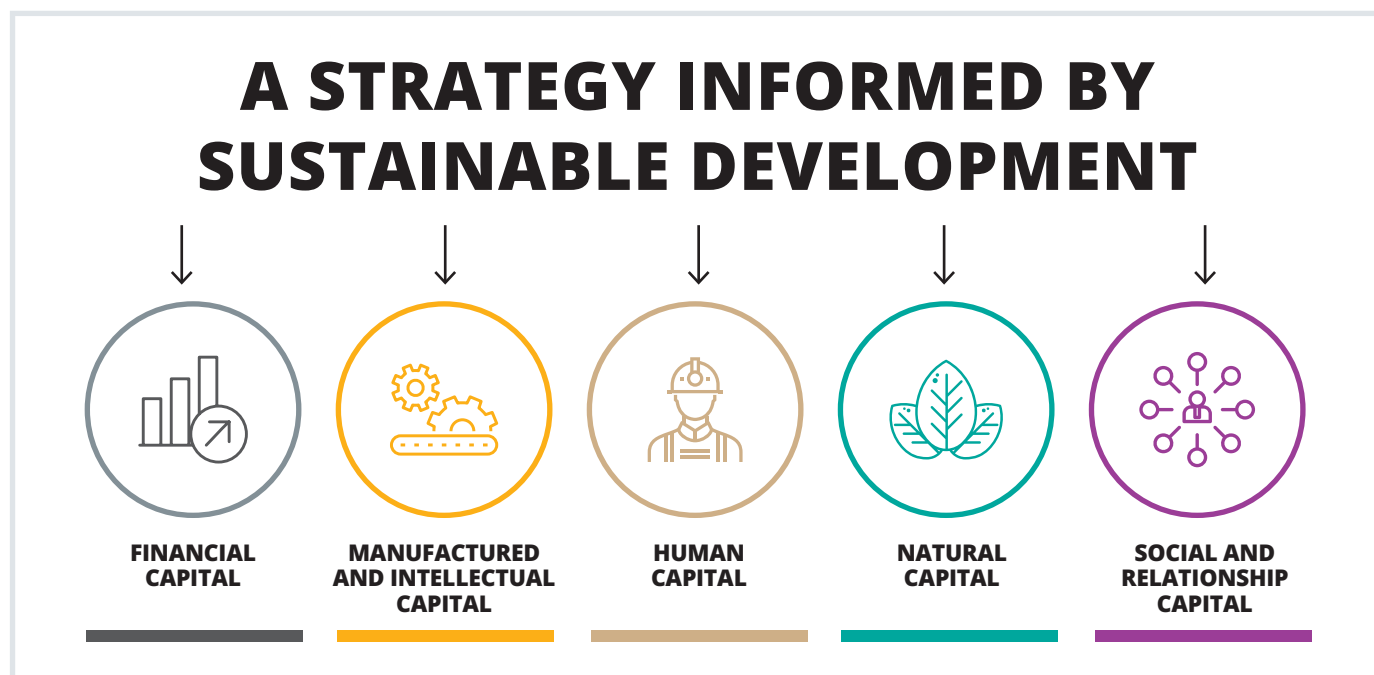 A STRATEGY INFORMED BY
SUSTAINABLE DEVELOPMENT
FINANCIAL
CAPITAL
MANUFACTURED
AND INTELLECTUAL
CAPITAL
HUMAN
CAPITAL
NATURAL
CAPITAL
SOCIAL AND
RELATIONSHIP
CAPITAL